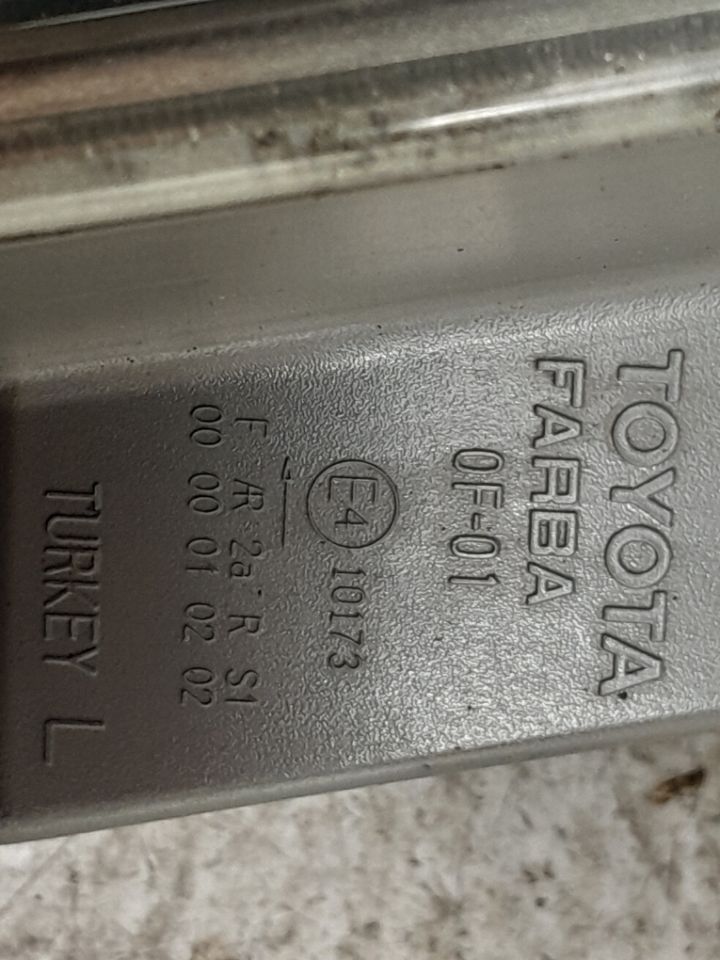 TOYOTA
FARBA
0F-01
E4 10173
F AR 2a R S1
00 00 01 02 02
TURKEY L